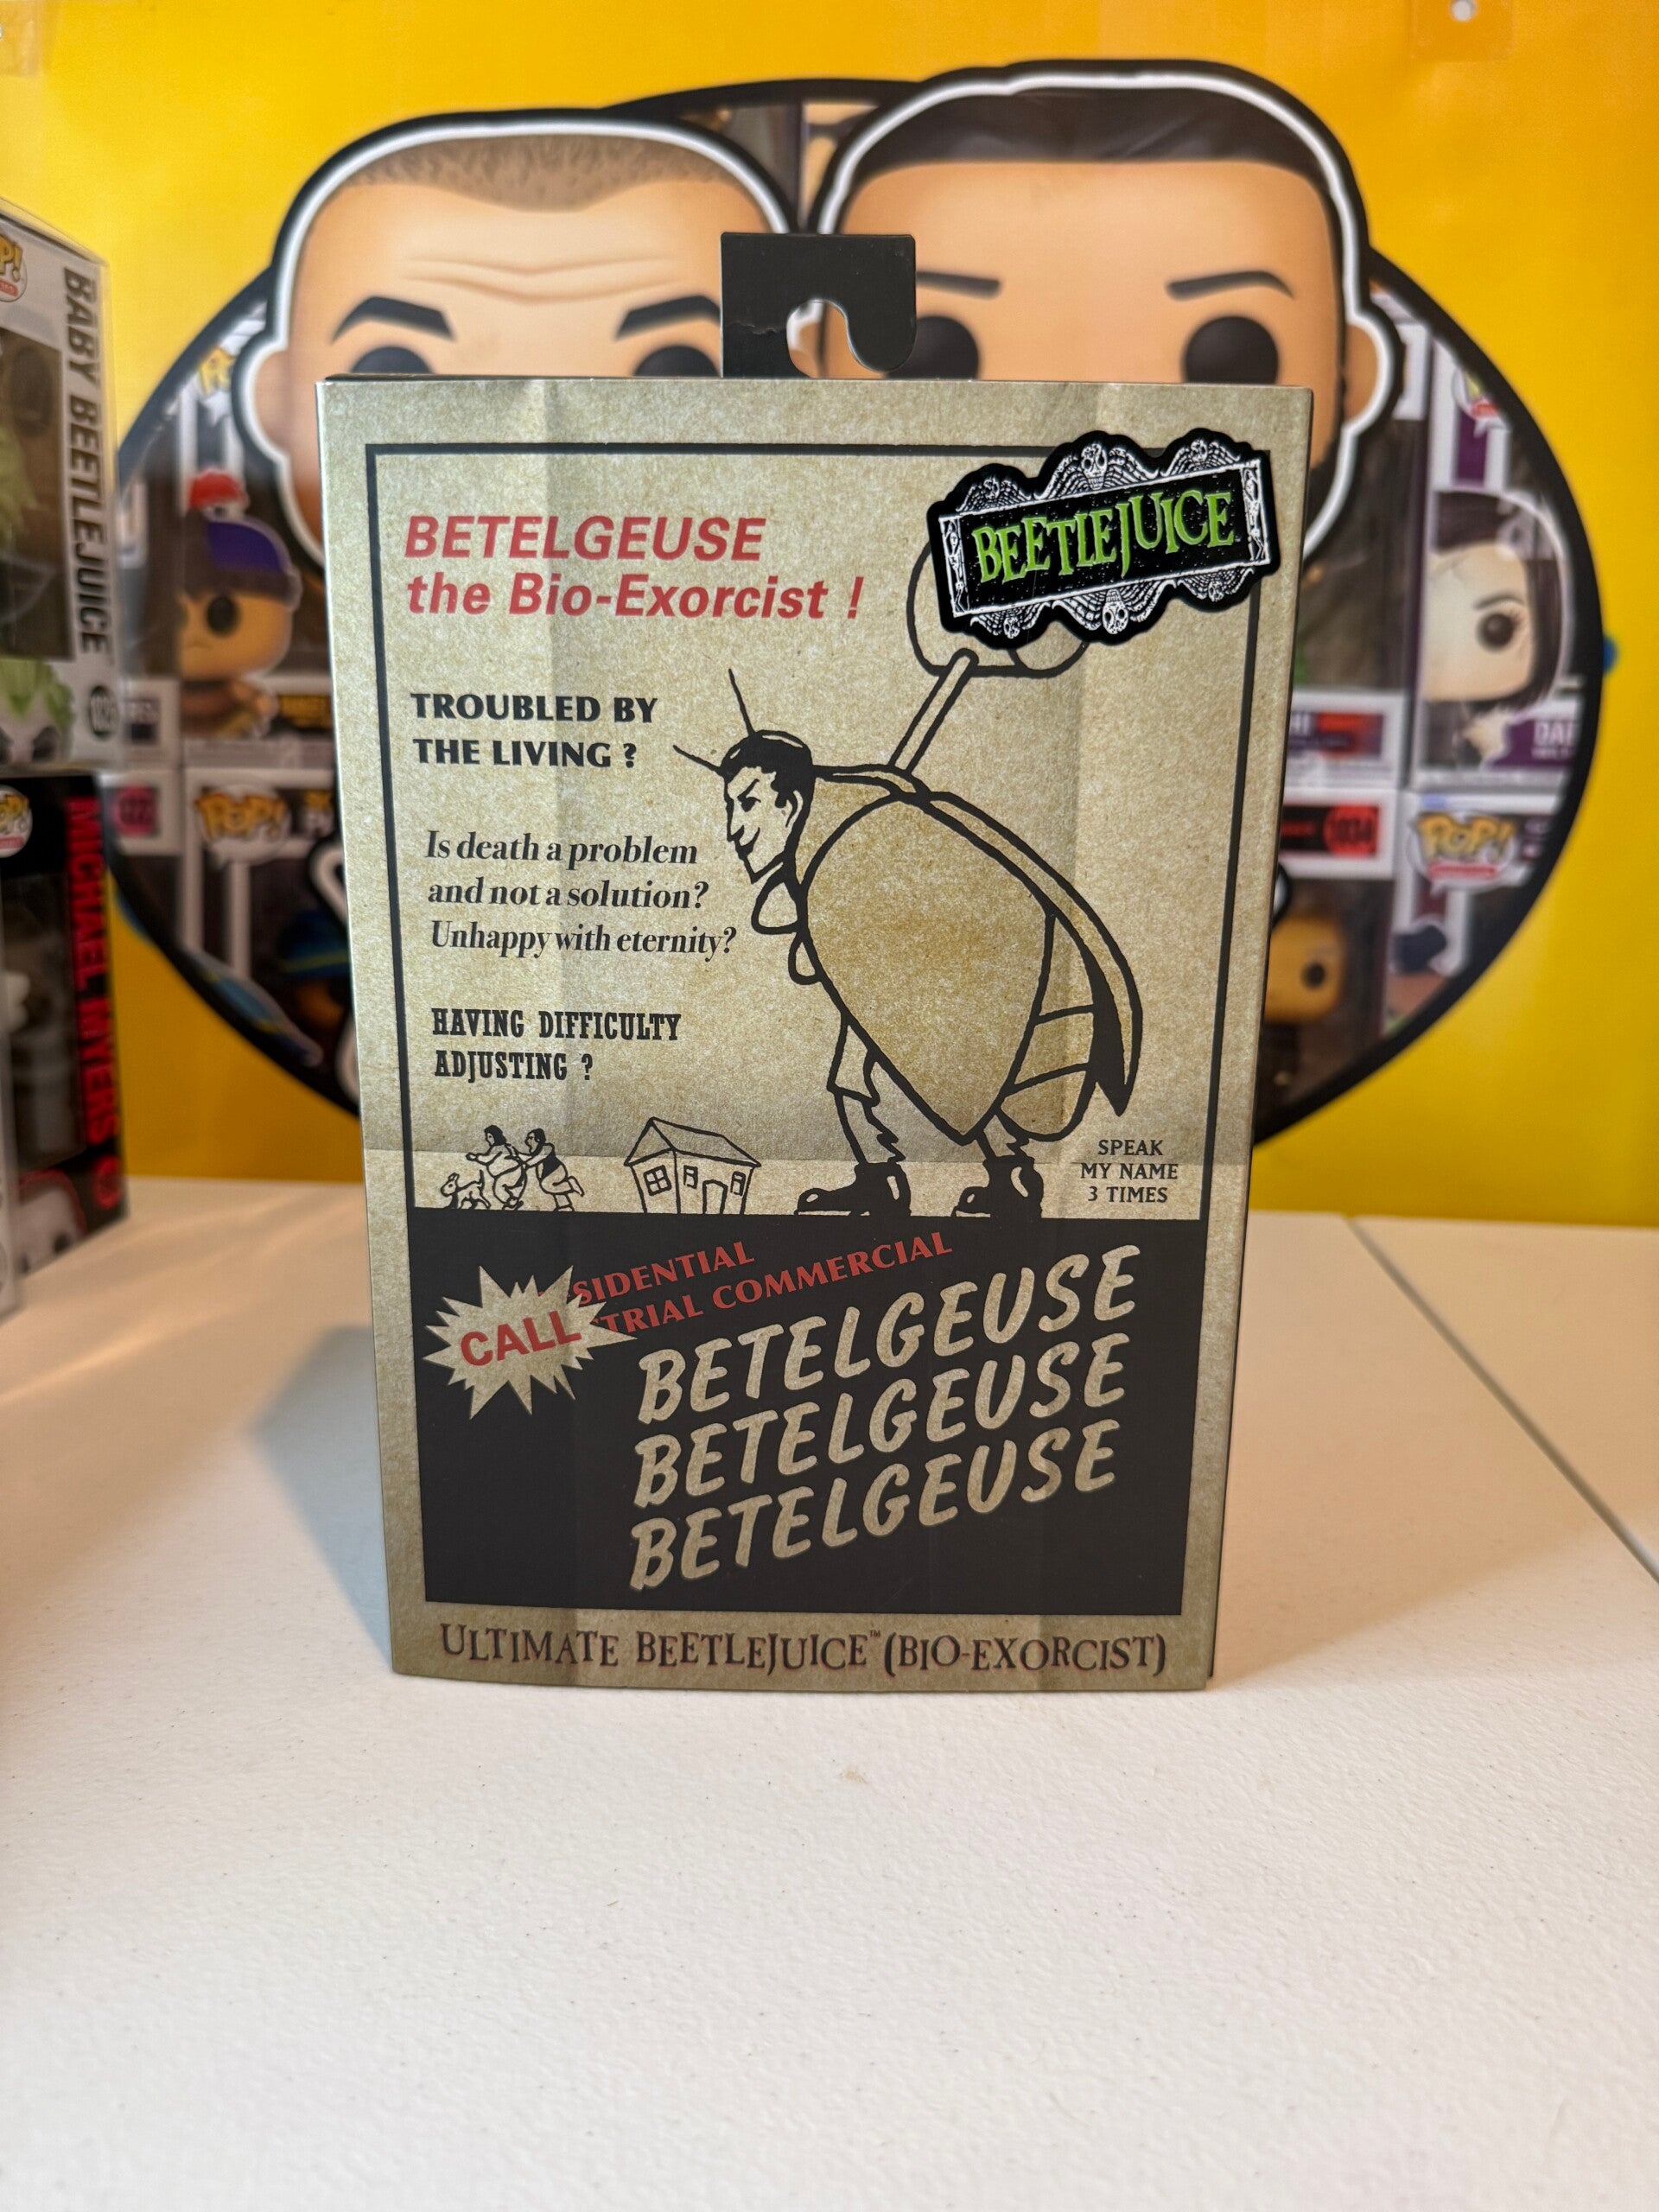 BETELGEUSE
the Bio-Exorcist !
BEETLEJUICE
TROUBLED BY
THE LIVING ?
Is death a problem
and not a solution?
Unhappy with eternity?
HAVING DIFFICULTY
ADJUSTING ?
SPEAK
MY NAME
3 TIMES
CALL
SIDENTIAL
TRIAL COMMERCIAL
BETELGEUSE
BETELGEUSE
BETELGEUSE
ULTIMATE BEETLEJUICE™ (BIO-EXORCIST)
BABY BEETLEJUICE
MICHAEL MYERS
POP!
POP!